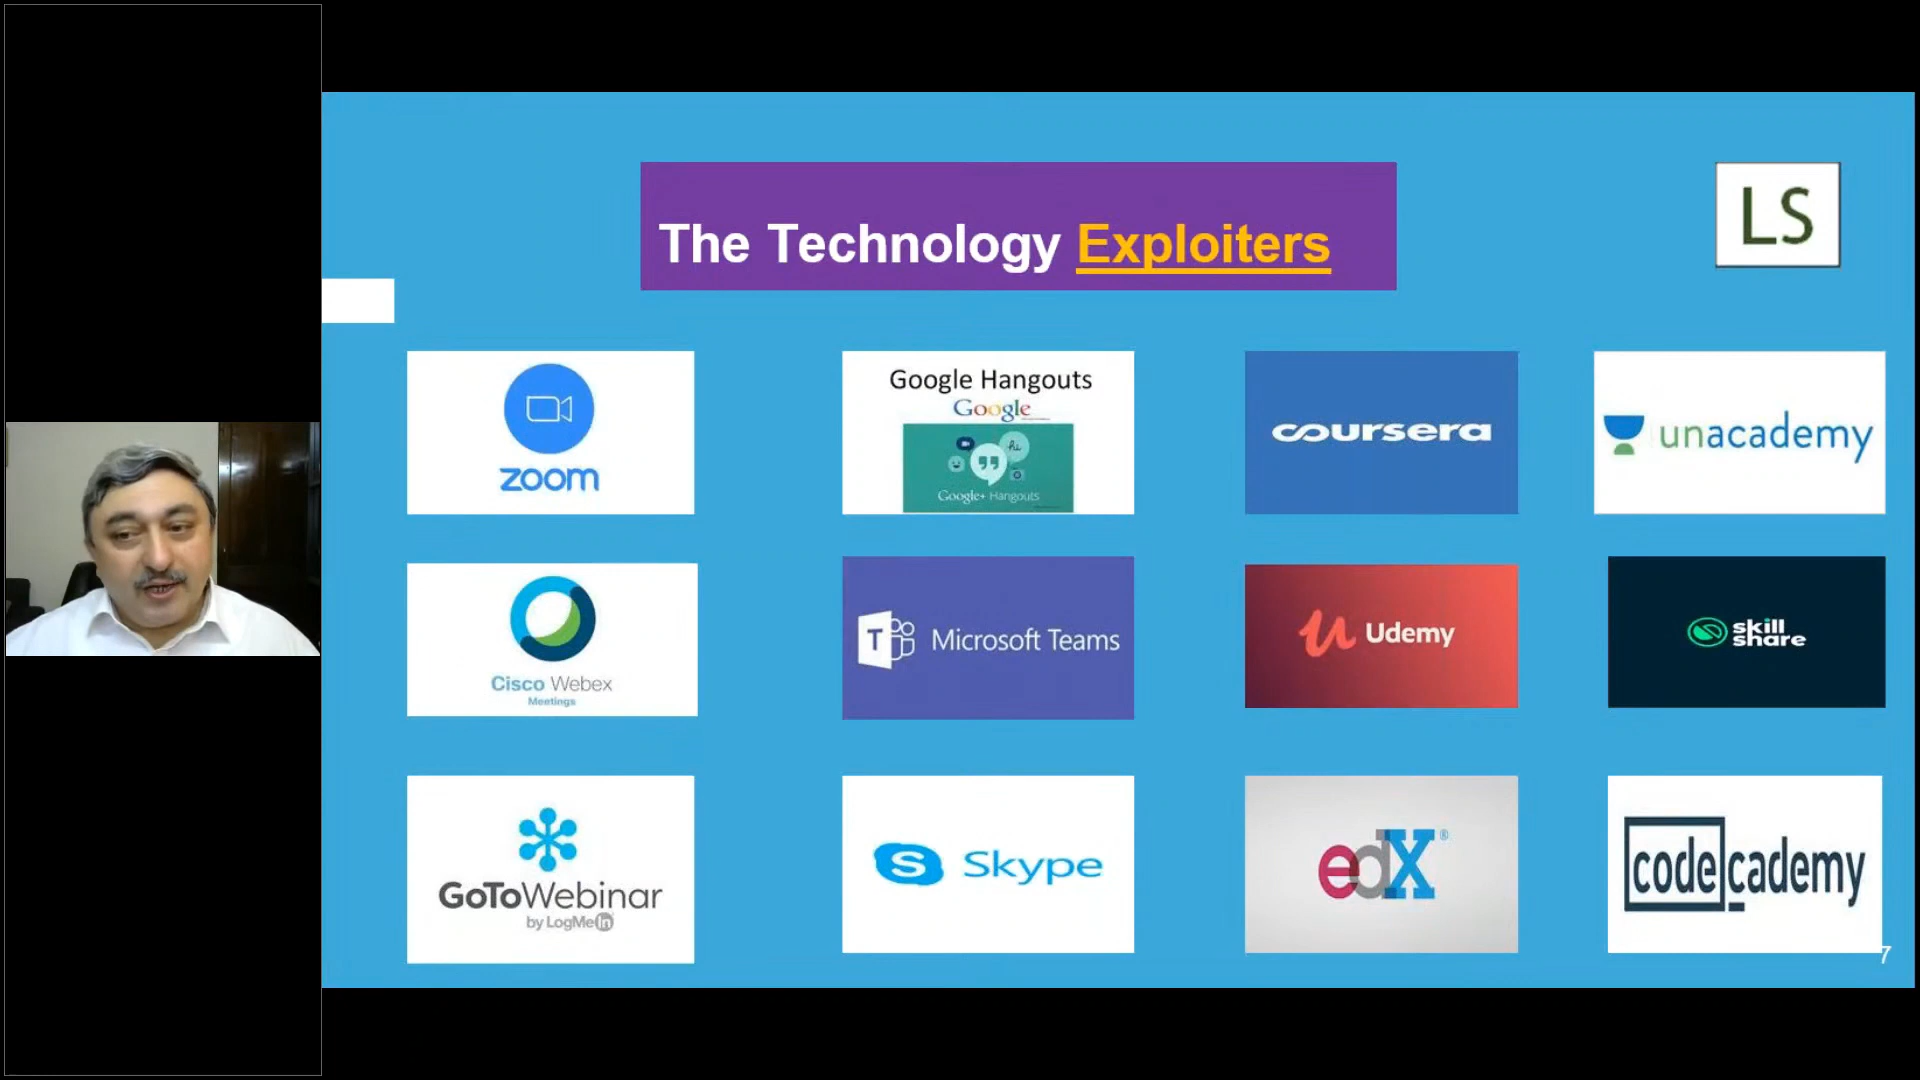 The Technology Exploiters
LS
zoom
Google Hangouts
Google
hi
Google+ Hangouts
coursera
unacademy
Cisco Webex
Meetings
T
Microsoft Teams
Udemy
skill
share
GoToWebinar
by LogMeIn
S
Skype
edX®
codecademy
7